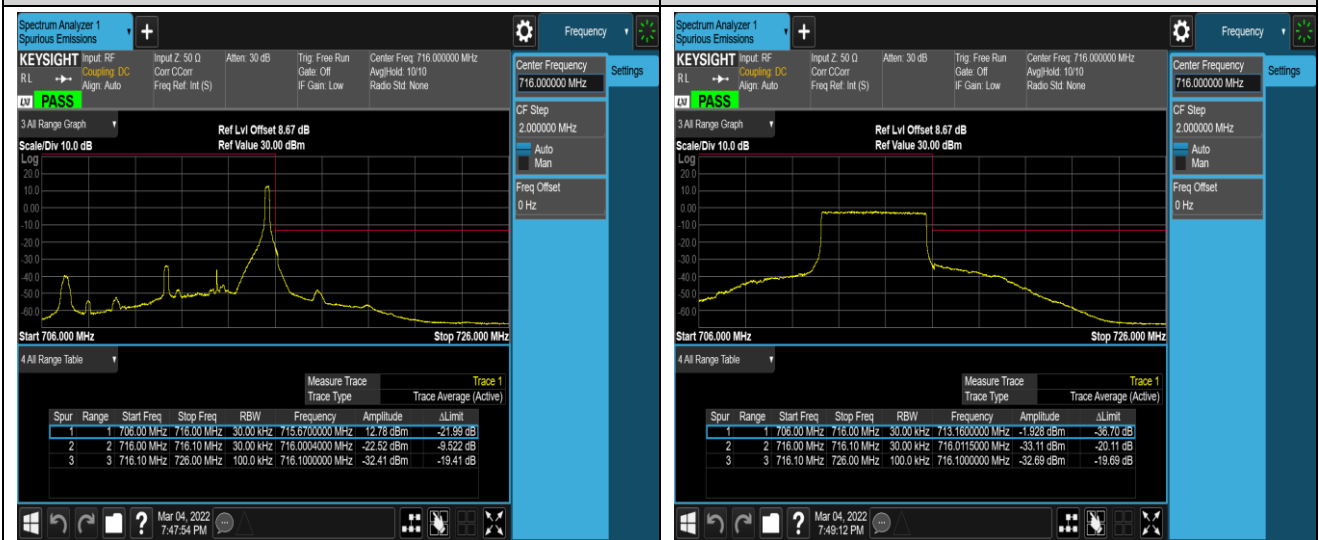 Spectrum Analyzer 1
Spurious Emissions
Frequency
KEYSIGHT Input: RF Input Z: 50 Ω Atten: 30 dB Trig: Free Run Center Freq: 716.000000 MHz
R L Coupling: DC Corr CCorr Gate: Off Avg|Hold: 10/10
Align: Auto Freq Ref: Int (S) IF Gain: Low Radio Std: None
LXI PASS
3 All Range Graph
Ref Lvl Offset 8.67 dB
Scale/Div 10.0 dB Ref Value 30.00 dBm
Log
20.0
10.0
0.00
-10.0
-20.0
-30.0
-40.0
-50.0
-60.0
Start 706.000 MHz Stop 726.000 MHz
4 All Range Table
Measure Trace Trace 1
Trace Type Trace Average (Active)
Spur Range Start Freq Stop Freq RBW Frequency Amplitude ΔLimit
1 1 706.00 MHz 716.00 MHz 30.00 kHz 715.6700000 MHz 12.78 dBm -21.99 dB
2 2 716.00 MHz 716.10 MHz 30.00 kHz 716.0004000 MHz -22.52 dBm -9.522 dB
3 3 716.10 MHz 726.00 MHz 100.0 kHz 716.1000000 MHz -32.41 dBm -19.41 dB
Mar 04, 2022
7:47:54 PM
Center Frequency
716.000000 MHz
Settings
CF Step
2.000000 MHz
Auto
Man
Freq Offset
0 Hz
Spectrum Analyzer 1
Spurious Emissions
Frequency
KEYSIGHT Input: RF Input Z: 50 Ω Atten: 30 dB Trig: Free Run Center Freq: 716.000000 MHz
R L Coupling: DC Corr CCorr Gate: Off Avg|Hold: 10/10
Align: Auto Freq Ref: Int (S) IF Gain: Low Radio Std: None
LXI PASS
3 All Range Graph
Ref Lvl Offset 8.67 dB
Scale/Div 10.0 dB Ref Value 30.00 dBm
Log
20.0
10.0
0.00
-10.0
-20.0
-30.0
-40.0
-50.0
-60.0
Start 706.000 MHz Stop 726.000 MHz
4 All Range Table
Measure Trace Trace 1
Trace Type Trace Average (Active)
Spur Range Start Freq Stop Freq RBW Frequency Amplitude ΔLimit
1 1 706.00 MHz 716.00 MHz 30.00 kHz 713.1600000 MHz -1.928 dBm -36.70 dB
2 2 716.00 MHz 716.10 MHz 30.00 kHz 716.0115000 MHz -33.11 dBm -20.11 dB
3 3 716.10 MHz 726.00 MHz 100.0 kHz 716.1000000 MHz -32.69 dBm -19.69 dB
Mar 04, 2022
7:49:12 PM
Center Frequency
716.000000 MHz
Settings
CF Step
2.000000 MHz
Auto
Man
Freq Offset
0 Hz